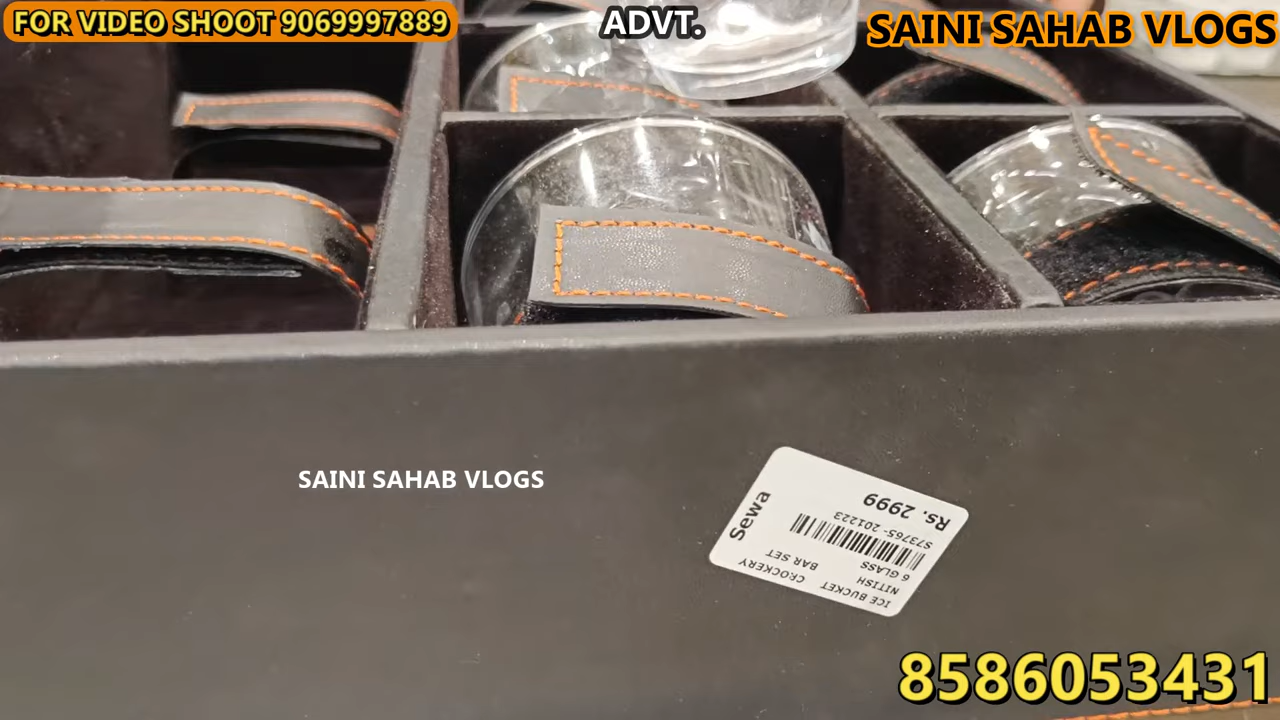 FOR VIDEO SHOOT 9069997889
ADVT.
SAINI SAHAB VLOGS
SAINI SAHAB VLOGS
Sewa
ICE BUCKET CROCKERY
NITISH BAR SET
6 GLASS
S73765-201223
Rs. 2999
8586053431